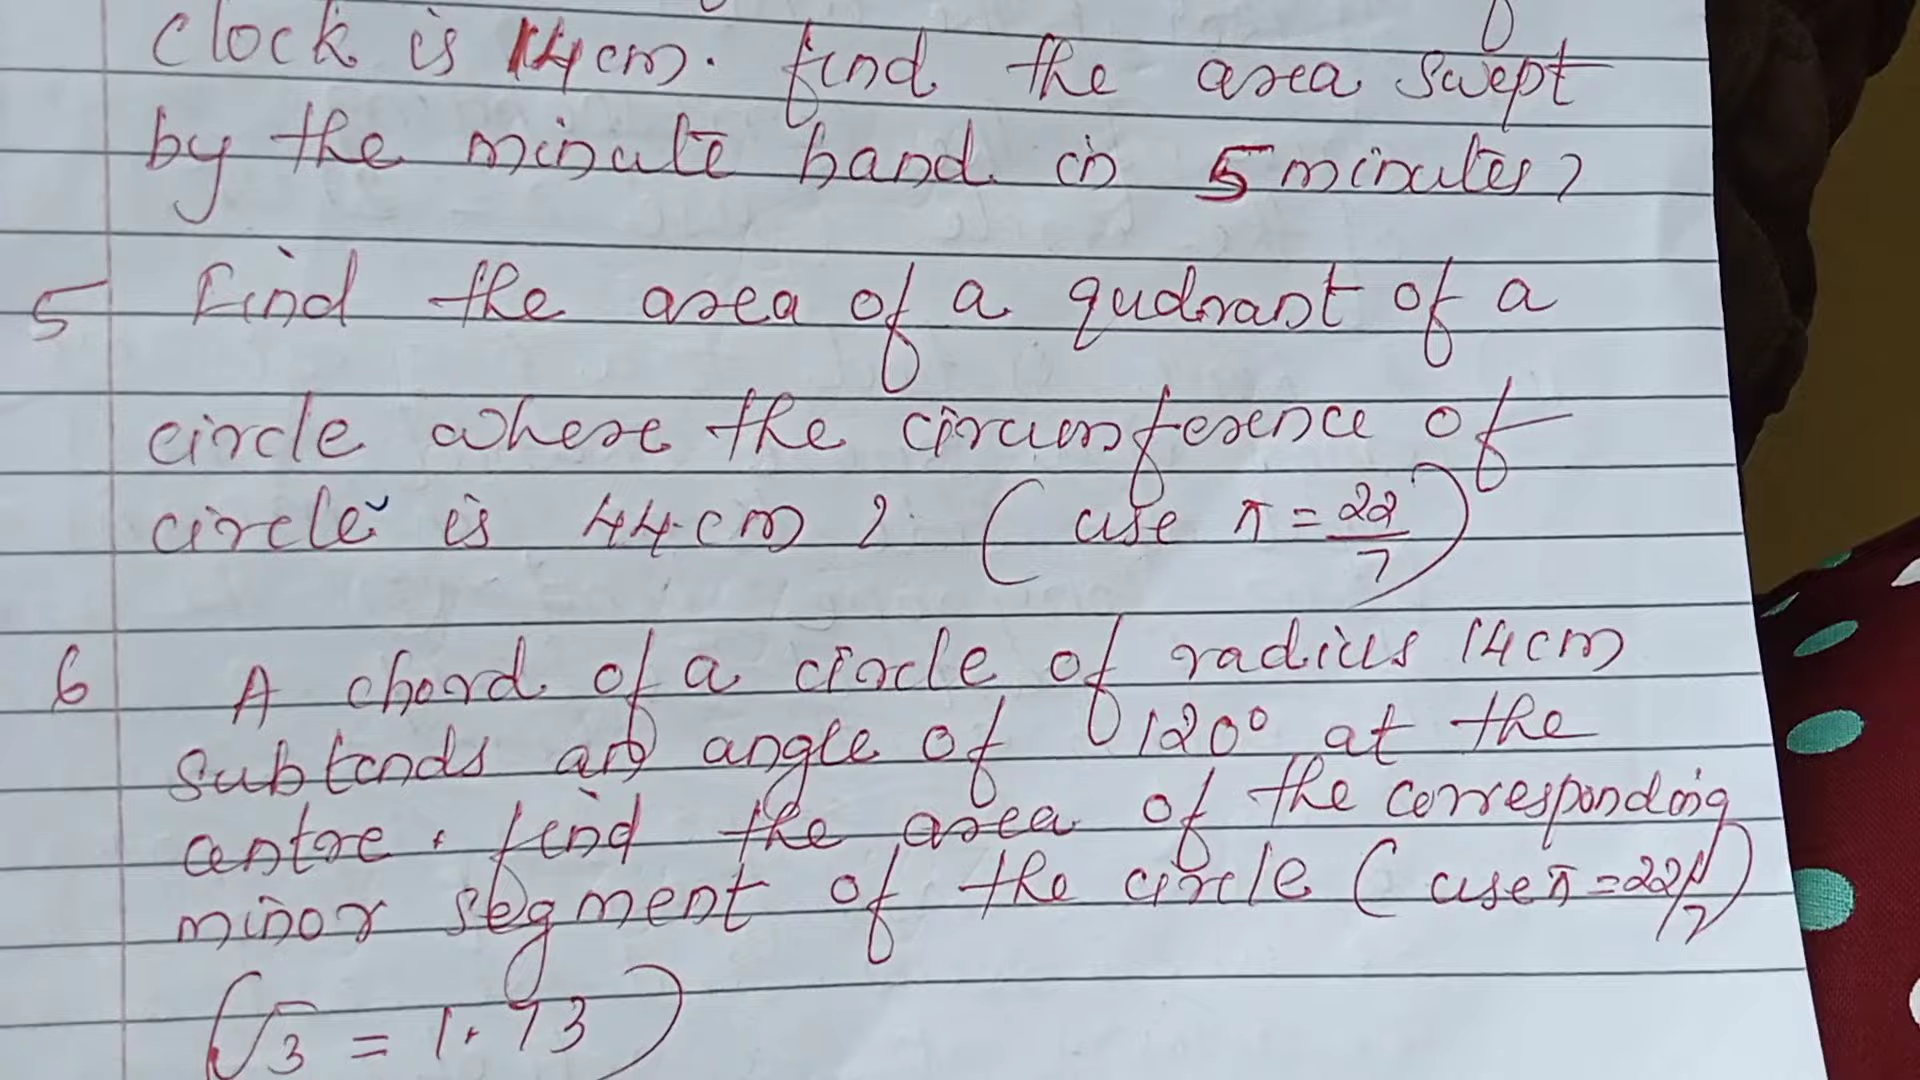 clock is 14cm. find the area swept
by the minute hand in 5 minutes?
5 Find the area of a qudrant of a
circle where the circumference of
circle is 44cm ? (use π = 22/7)
6 A chord of a circle of radius 14cm
subtends an angle of 120° at the
centre. find the area of the corresponding
minor segment of the circle (use π = 22/7)
(√3 = 1.73)